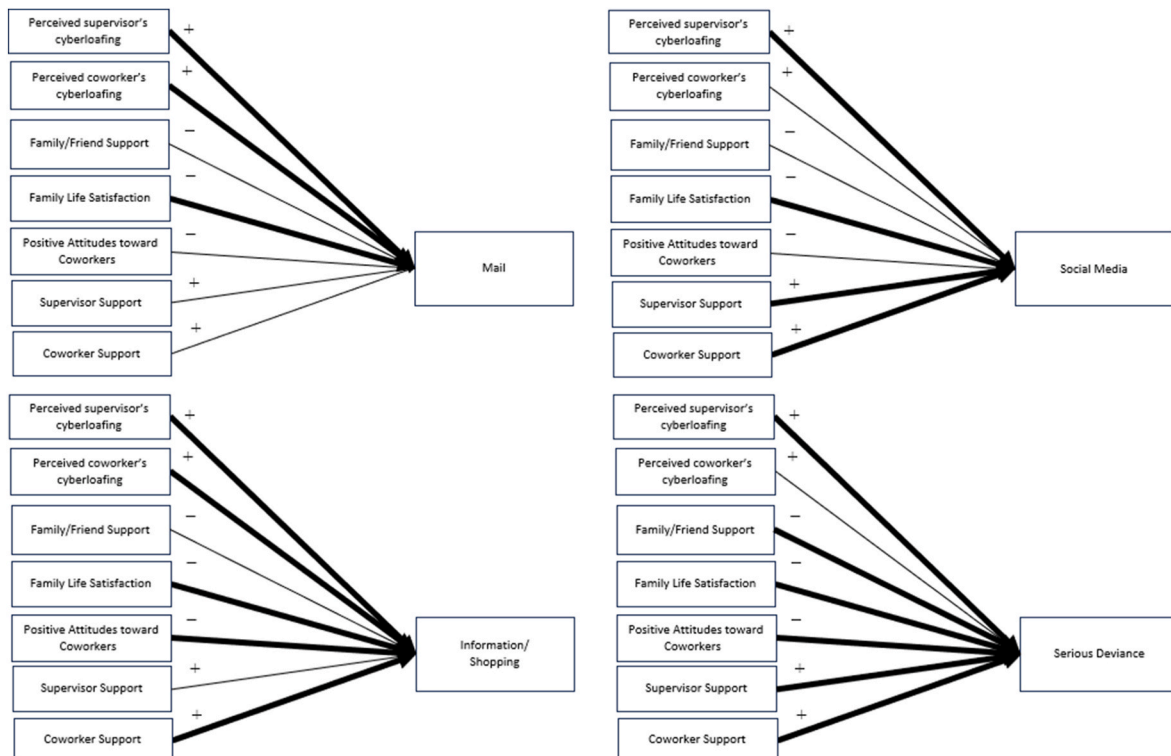 Perceived supervisor's
cyberloafing
+
Perceived coworker's
cyberloafing
+
Family/Friend Support
−
Family Life Satisfaction
−
Positive Attitudes toward
Coworkers
−
Supervisor Support
+
Coworker Support
+
Mail
Perceived supervisor's
cyberloafing
+
Perceived coworker's
cyberloafing
+
Family/Friend Support
−
Family Life Satisfaction
−
Positive Attitudes toward
Coworkers
−
Supervisor Support
+
Coworker Support
+
Social Media
Perceived supervisor's
cyberloafing
+
Perceived coworker's
cyberloafing
+
Family/Friend Support
−
Family Life Satisfaction
−
Positive Attitudes toward
Coworkers
−
Supervisor Support
+
Coworker Support
+
Information/
Shopping
Perceived supervisor's
cyberloafing
+
Perceived coworker's
cyberloafing
+
Family/Friend Support
−
Family Life Satisfaction
−
Positive Attitudes toward
Coworkers
−
Supervisor Support
+
Coworker Support
+
Serious Deviance